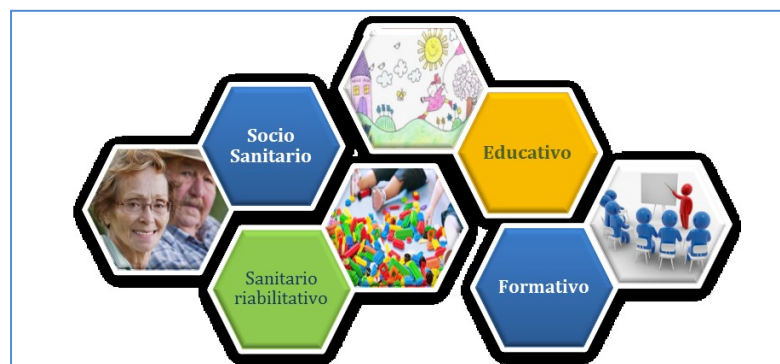 Socio
Sanitario
Educativo
Sanitario
riabilitativo
Formativo